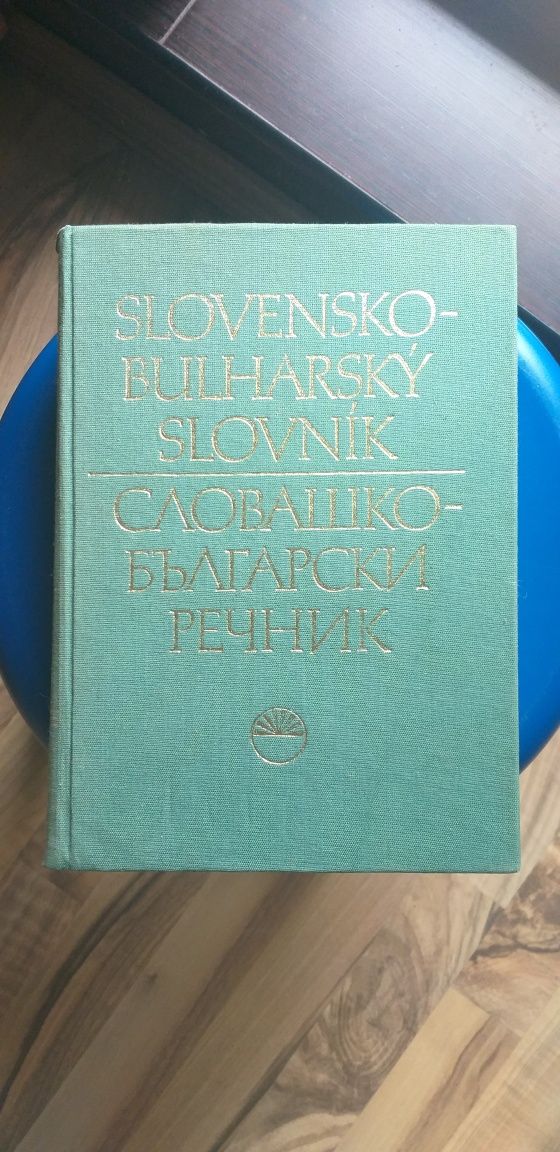 SLOVENSKO-
BULHARSKÝ
SLOVNÍK
СЛОВАШКО-
БЪЛГАРСКИ
РЕЧНИК